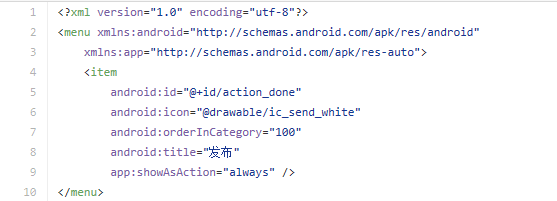 1 <?xml version="1.0" encoding="utf-8"?>
2 <menu xmlns:android="http://schemas.android.com/apk/res/android"
3     xmlns:app="http://schemas.android.com/apk/res-auto">
4     <item
5         android:id="@+id/action_done"
6         android:icon="@drawable/ic_send_white"
7         android:orderInCategory="100"
8         android:title="发布"
9         app:showAsAction="always" />
10 </menu>